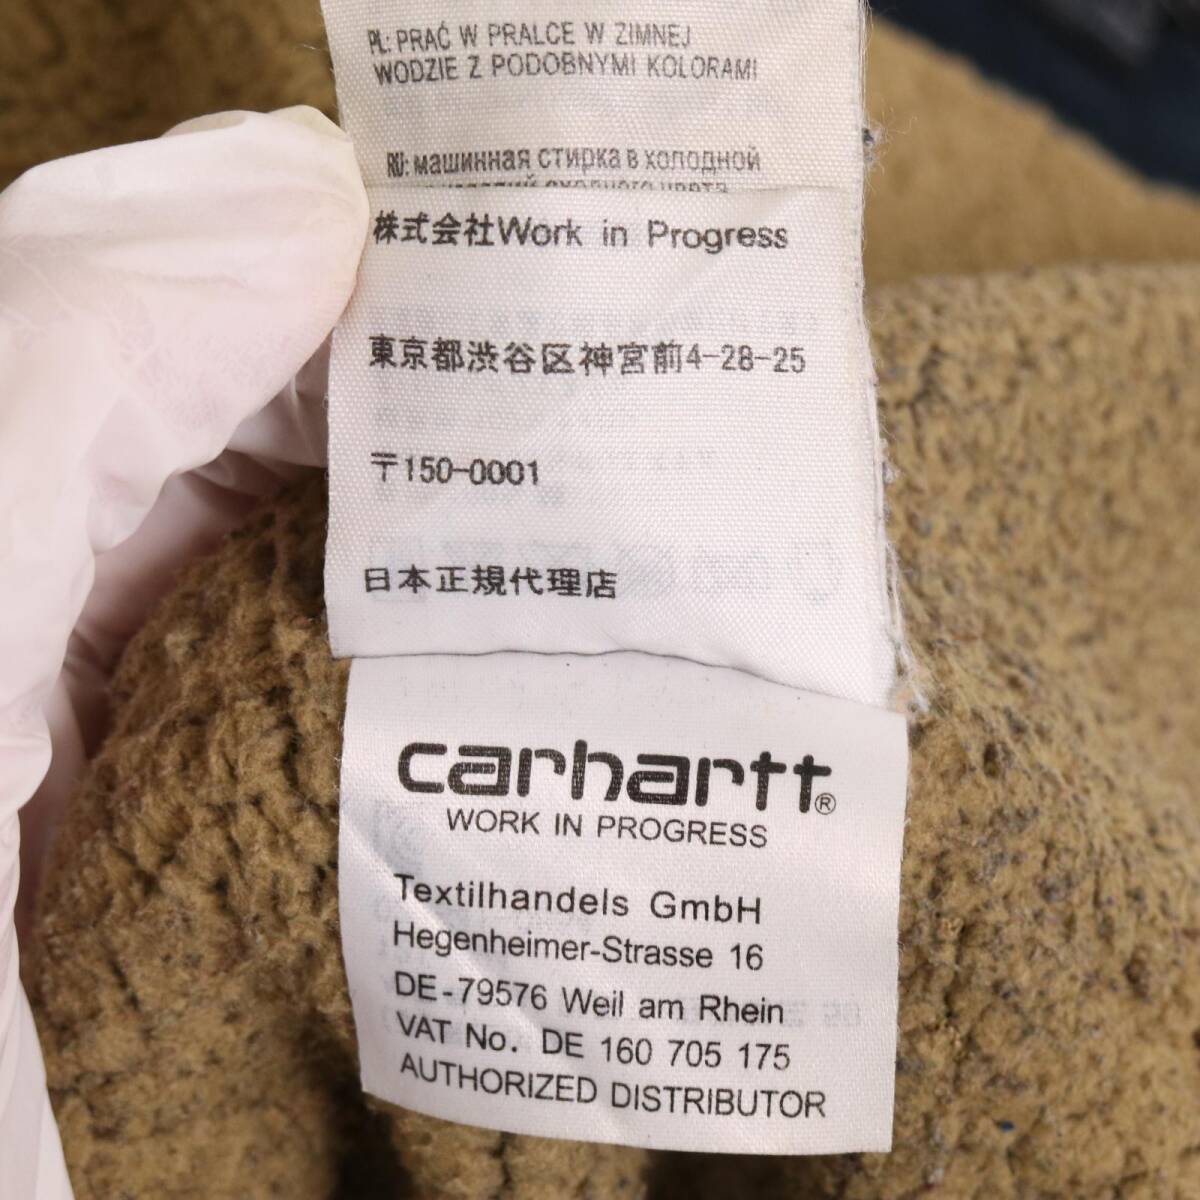 PL: PRAĆ W PRALCE W ZIMNEJ
WODZIE Z PODOBNYMI KOLORAMI
RU: машинная стирка в холодной
株式会社Work in Progress
東京都渋谷区神宮前4-28-25
〒150-0001
日本正規代理店
carhartt®
WORK IN PROGRESS
Textilhandels GmbH
Hegenheimer-Strasse 16
DE-79576 Weil am Rhein
VAT No. DE 160 705 175
AUTHORIZED DISTRIBUTOR